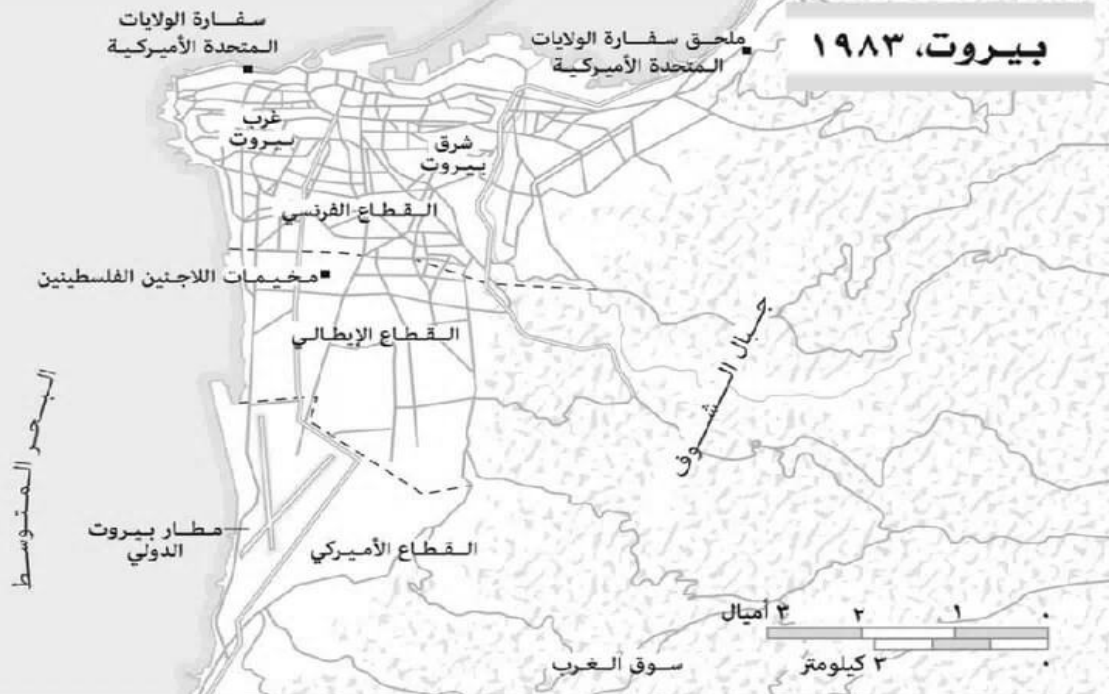 بيروت، ١٩٨٣
سفارة الولايات
المتحدة الأميركية
ملحق سفارة الولايات
المتحدة الأميركية
غرب
بيروت
شرق
بيروت
القطاع الفرنسي
مخيمات اللاجئين الفلسطينين
القطاع الإيطالي
جبال الشوف
البحر المتوسط
مطار بيروت
الدولي
القطاع الأميركي
٣ أميال ٢ ١ ٠
٣ كيلومتر ٠
سوق الغرب